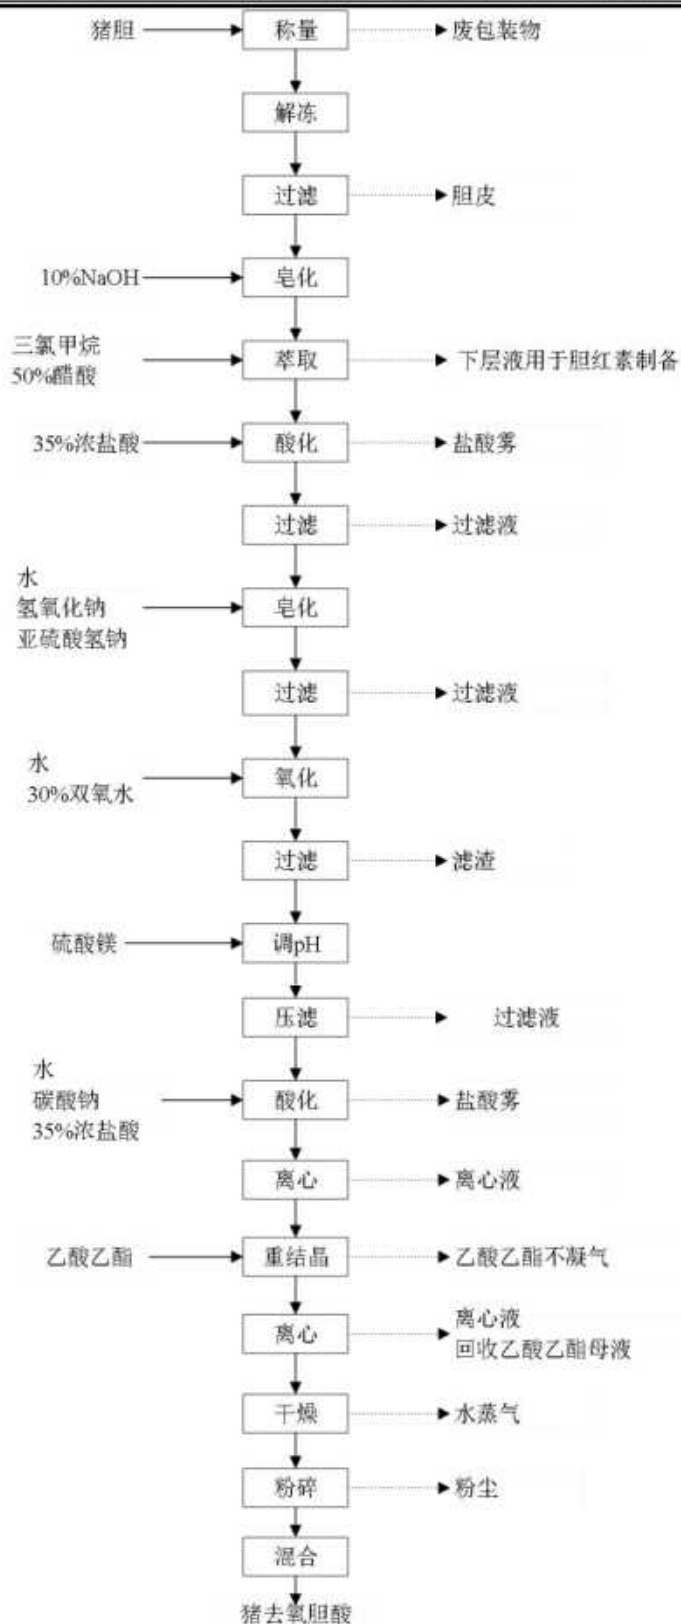 猪胆
称量
废包装物
解冻
过滤
胆皮
10%NaOH
皂化
三氯甲烷
50%醋酸
萃取
下层液用于胆红素制备
35%浓盐酸
酸化
盐酸雾
过滤
过滤液
水
氢氧化钠
亚硫酸氢钠
皂化
过滤
过滤液
水
30%双氧水
氧化
过滤
滤渣
硫酸镁
调pH
压滤
过滤液
水
碳酸钠
35%浓盐酸
酸化
盐酸雾
离心
离心液
乙酸乙酯
重结晶
乙酸乙酯不凝气
离心
离心液
回收乙酸乙酯母液
干燥
水蒸气
粉碎
粉尘
混合
猪去氧胆酸